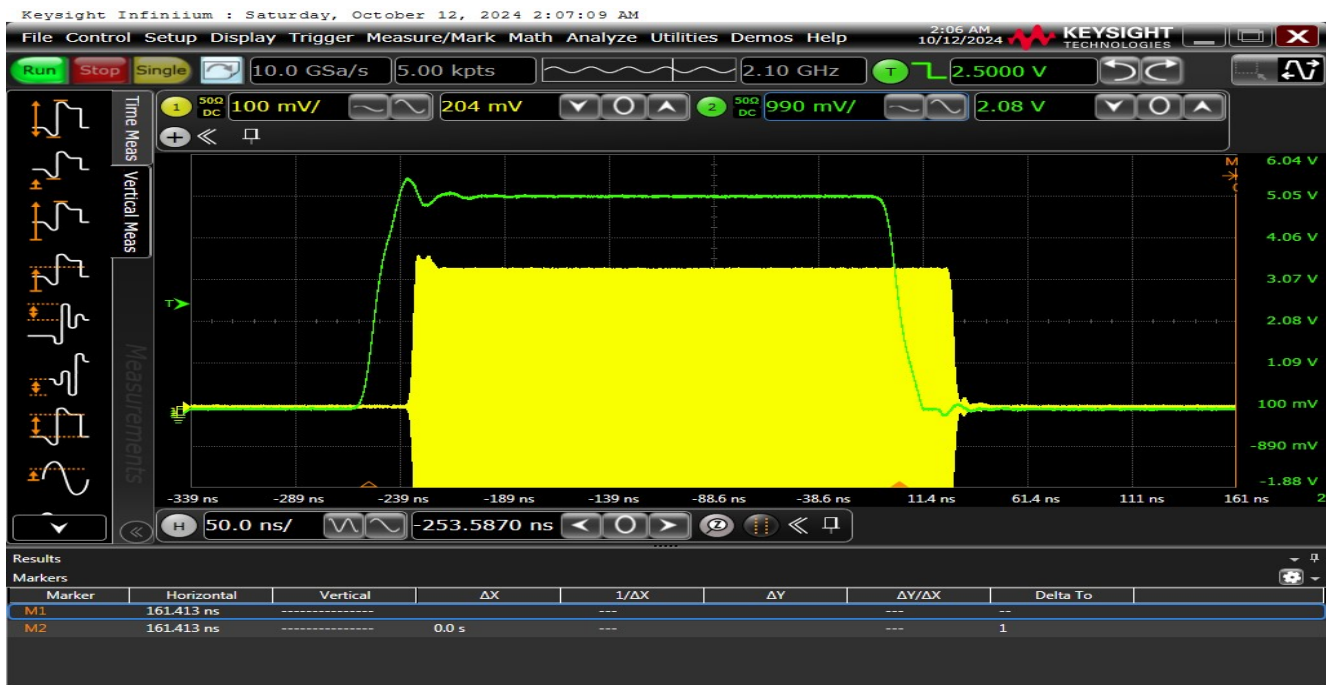 Keysight Infiniium : Saturday, October 12, 2024 2:07:09 AM
File Control Setup Display Trigger Measure/Mark Math Analyze Utilities Demos Help
2:06 AM
10/12/2024
KEYSIGHT
TECHNOLOGIES
Run Stop Single 10.0 GSa/s 5.00 kpts 2.10 GHz T 2.5000 V
1 50Ω DC 100 mV/ 204 mV 2 50Ω DC 990 mV/ 2.08 V
Time Meas
Vertical Meas
Measurements
M
6.04 V
5.05 V
4.06 V
3.07 V
T
2.08 V
1.09 V
100 mV
-890 mV
-1.88 V
-339 ns -289 ns -239 ns -189 ns -139 ns -88.6 ns -38.6 ns 11.4 ns 61.4 ns 111 ns 161 ns 2
H 50.0 ns/ -253.5870 ns 0 Z
Results
Markers
Marker Horizontal Vertical ΔX 1/ΔX ΔY ΔY/ΔX Delta To
M1 161.413 ns --------------- --- --- --
M2 161.413 ns --------------- 0.0 s --- --- 1